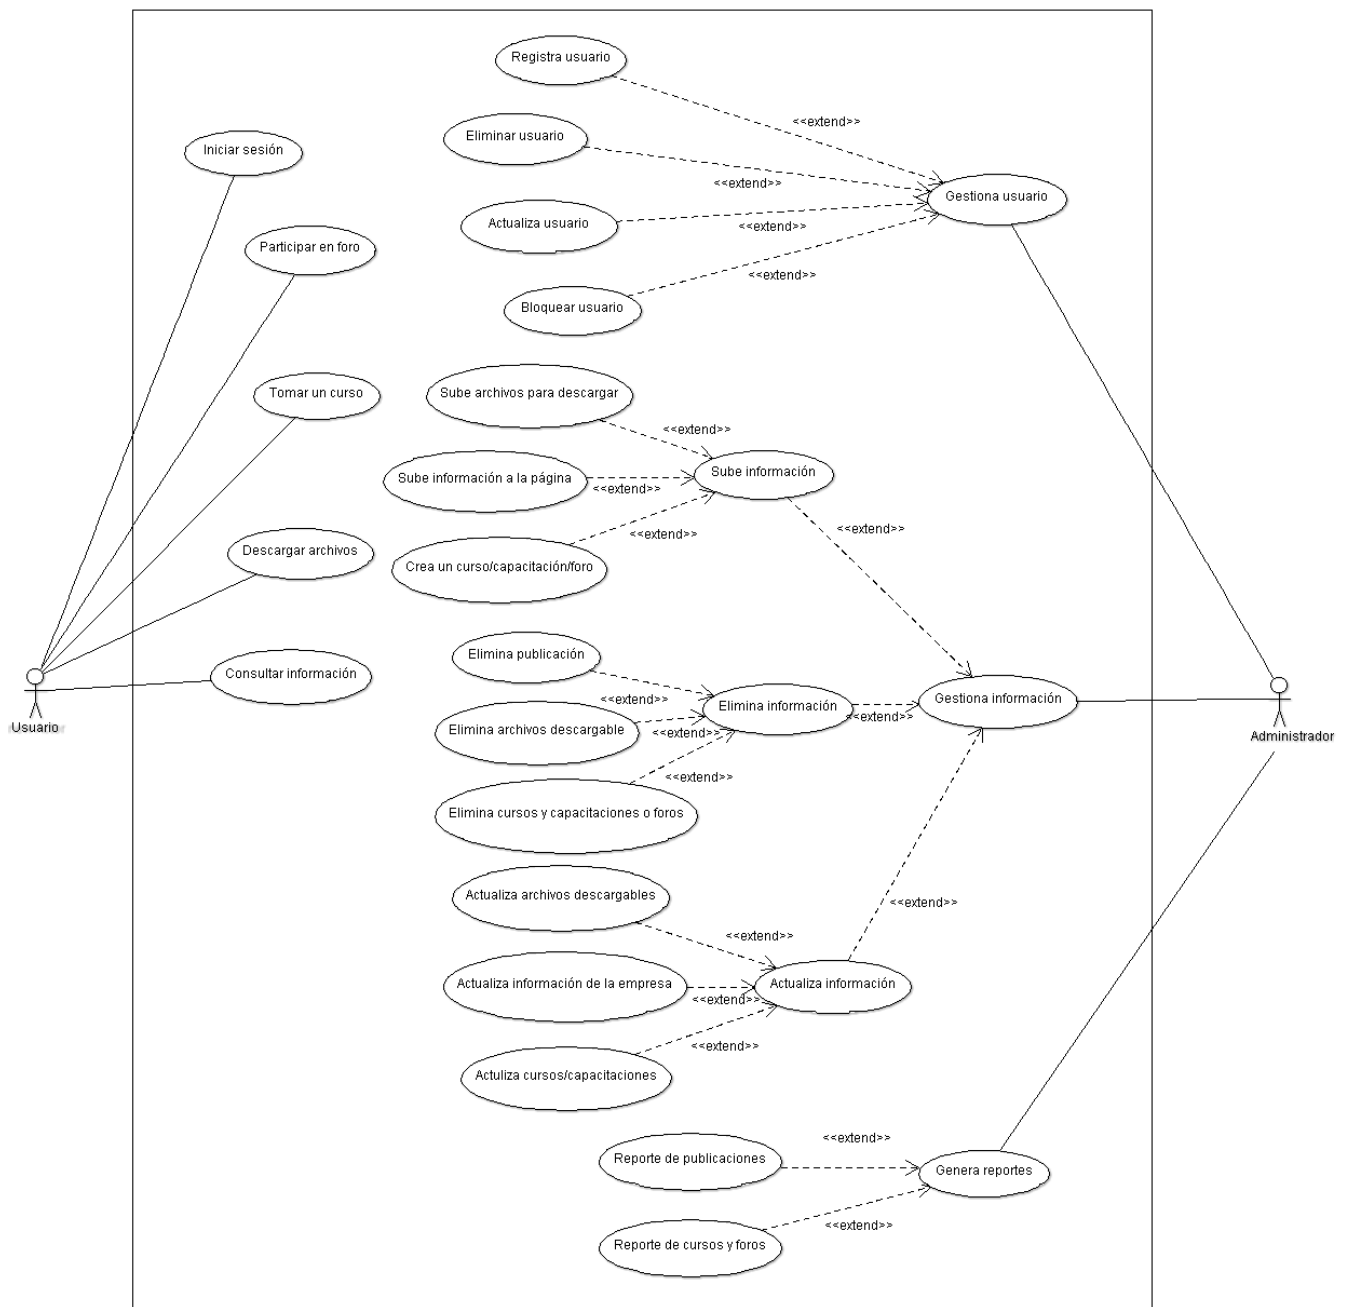 Registra usuario
<<extend>>
Eliminar usuario
Iniciar sesión
<<extend>>
Gestiona usuario
Actualiza usuario
<<extend>>
Participar en foro
<<extend>>
Bloquear usuario
Tomar un curso
Sube archivos para descargar
<<extend>>
Sube información a la página
<<extend>>
Sube información
<<extend>>
<<extend>>
Descargar archivos
Crea un curso/capacitación/foro
Elimina publicación
Consultar información
<<extend>>
Elimina información
<<extend>>
Gestiona información
Usuario
Elimina archivos descargable
<<extend>>
Administrador
<<extend>>
Elimina cursos y capacitaciones o foros
Actualiza archivos descargables
<<extend>>
<<extend>>
Actualiza información de la empresa
<<extend>>
Actualiza información
<<extend>>
Actuliza cursos/capacitaciones
<<extend>>
Reporte de publicaciones
Genera reportes
<<extend>>
Reporte de cursos y foros